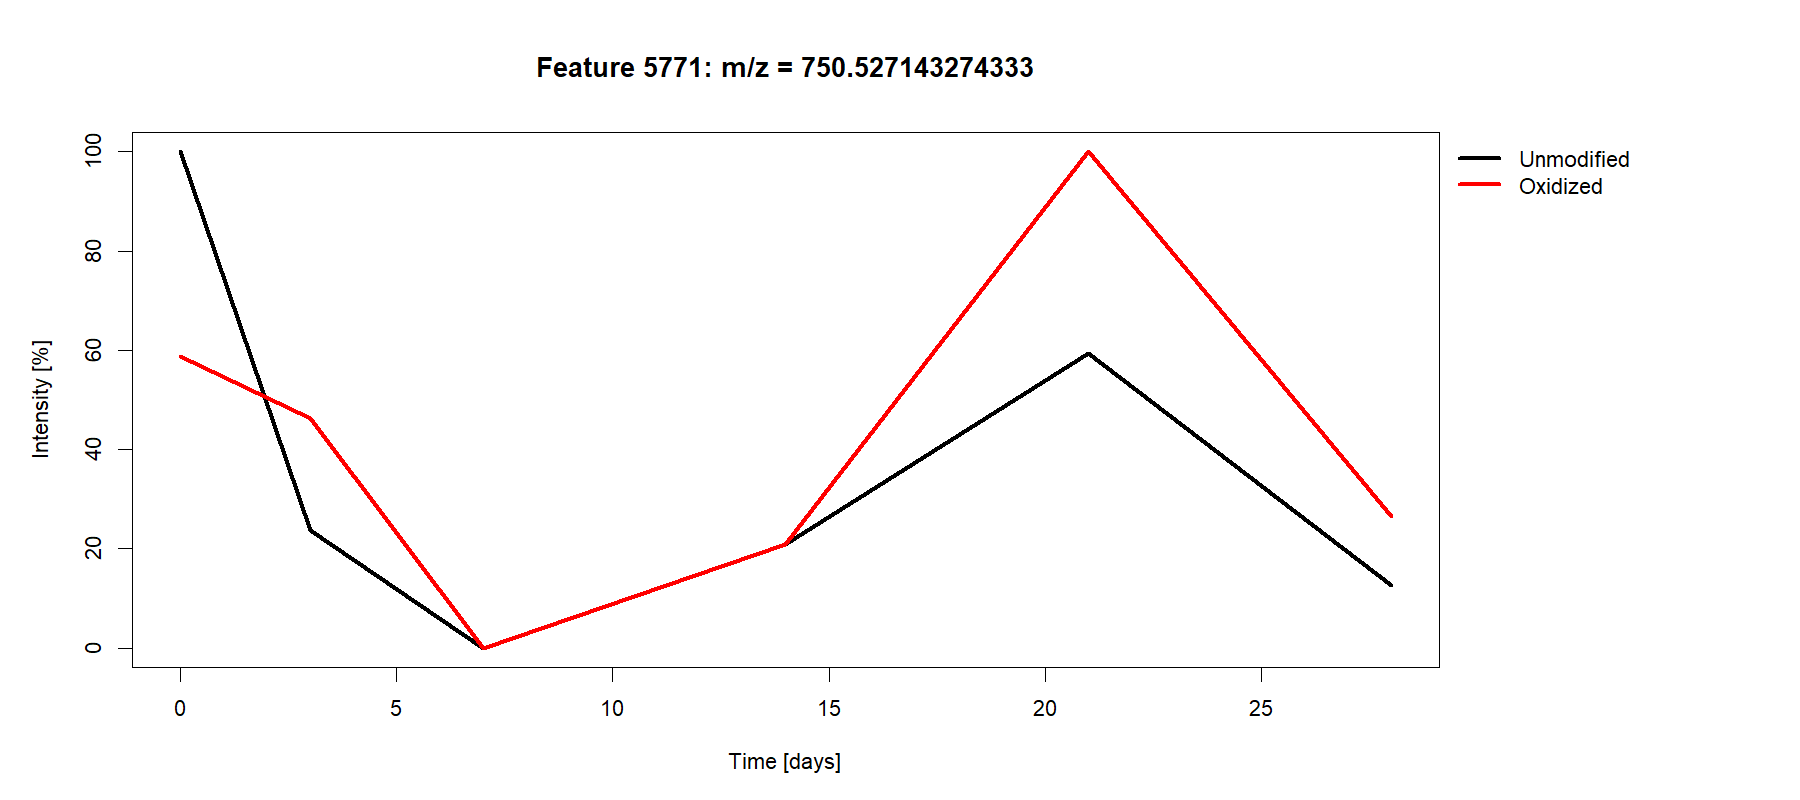 Feature 5771: m/z = 750.527143274333
Unmodified
Oxidized
Intensity [%]
100
80
60
40
20
0
0 5 10 15 20 25
Time [days]